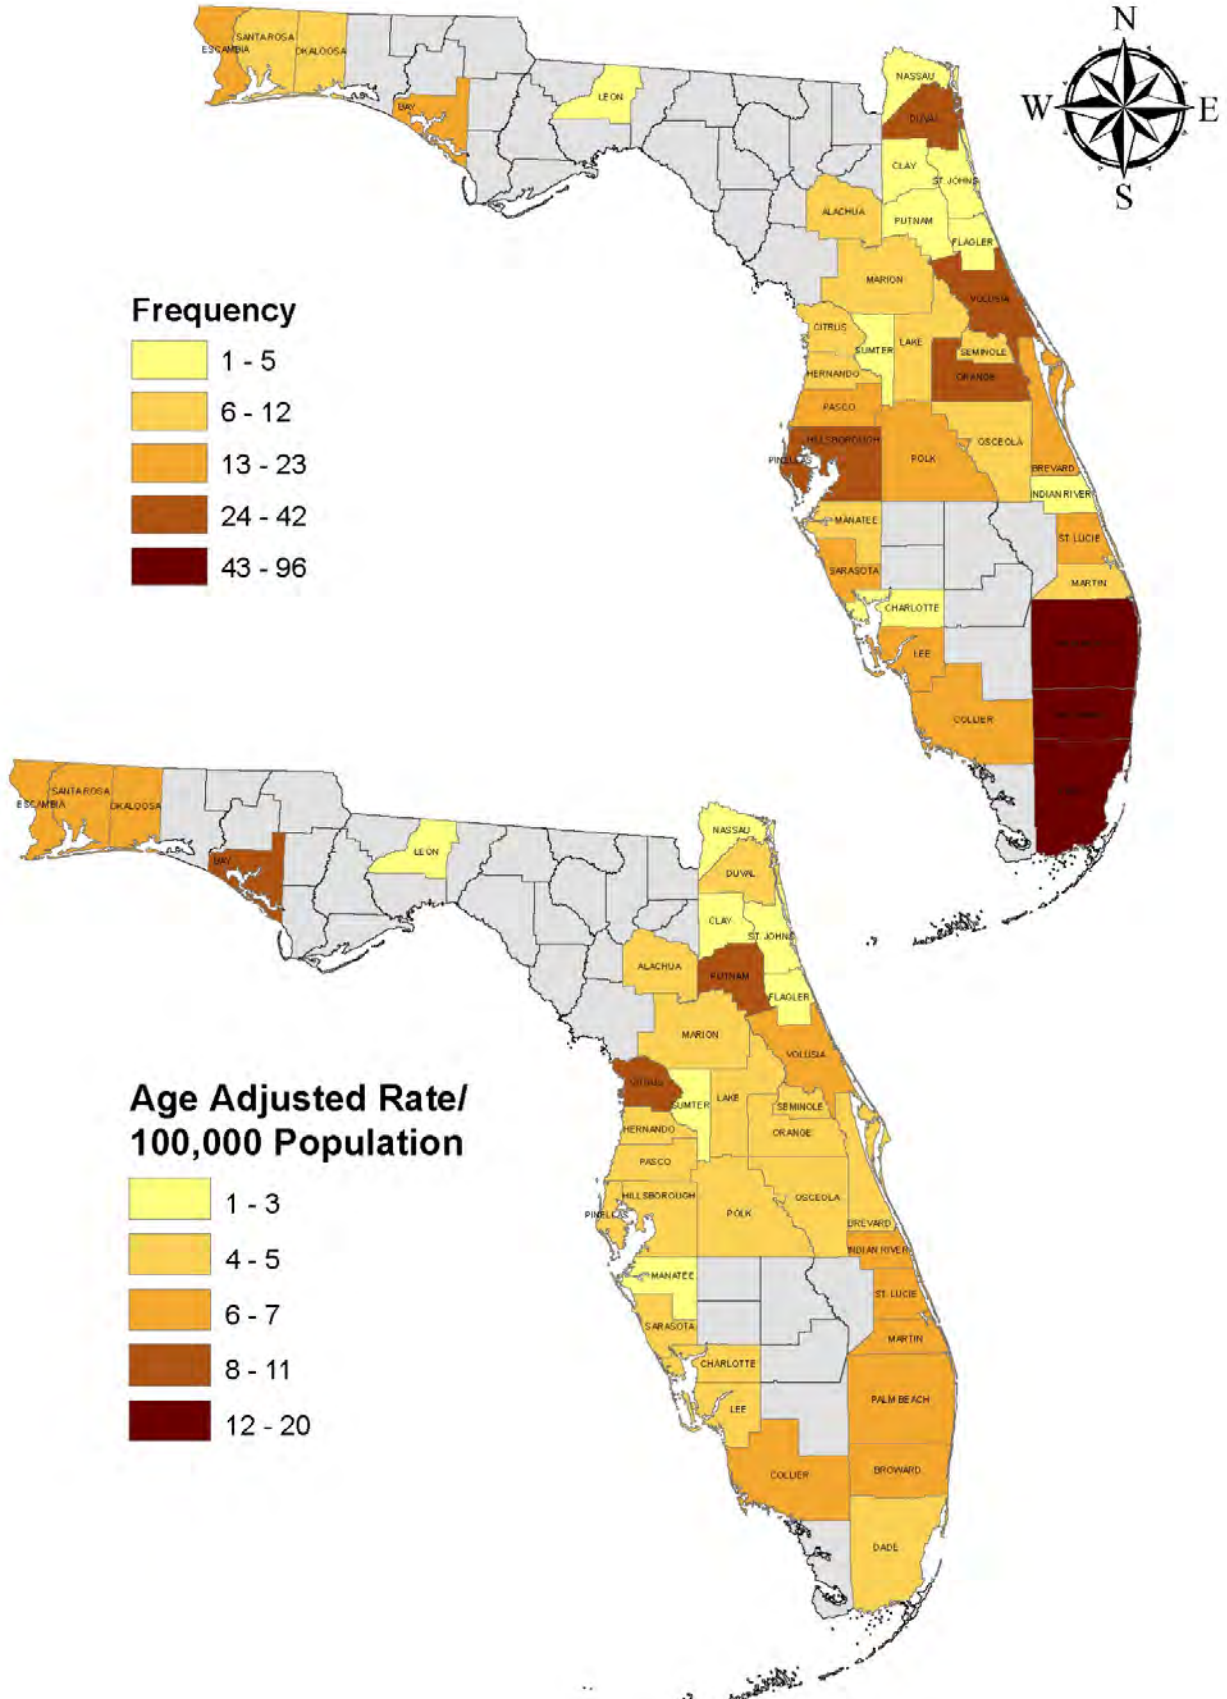 N
W
E
S
ESCAMBIA
SANTA ROSA
OKALOOSA
BAY
LEON
NASSAU
DUVAL
CLAY
ST. JOHNS
ALACHUA
PUTNAM
FLAGLER
MARION
VOLUSIA
CITRUS
SUMTER
LAKE
SEMINOLE
HERNANDO
ORANGE
PASCO
HILLSBOROUGH
PINELLAS
POLK
OSCEOLA
BREVARD
INDIAN RIVER
MANATEE
ST. LUCIE
SARASOTA
MARTIN
CHARLOTTE
LEE
COLLIER
Frequency
1 - 5
6 - 12
13 - 23
24 - 42
43 - 96
ESCAMBIA
SANTA ROSA
OKALOOSA
BAY
LEON
NASSAU
DUVAL
CLAY
ST. JOHNS
ALACHUA
PUTNAM
FLAGLER
MARION
VOLUSIA
CITRUS
SUMTER
LAKE
SEMINOLE
HERNANDO
ORANGE
PASCO
HILLSBOROUGH
PINELLAS
POLK
OSCEOLA
BREVARD
INDIAN RIVER
MANATEE
ST. LUCIE
SARASOTA
MARTIN
CHARLOTTE
LEE
PALM BEACH
COLLIER
BROWARD
DADE
Age Adjusted Rate/
100,000 Population
1 - 3
4 - 5
6 - 7
8 - 11
12 - 20